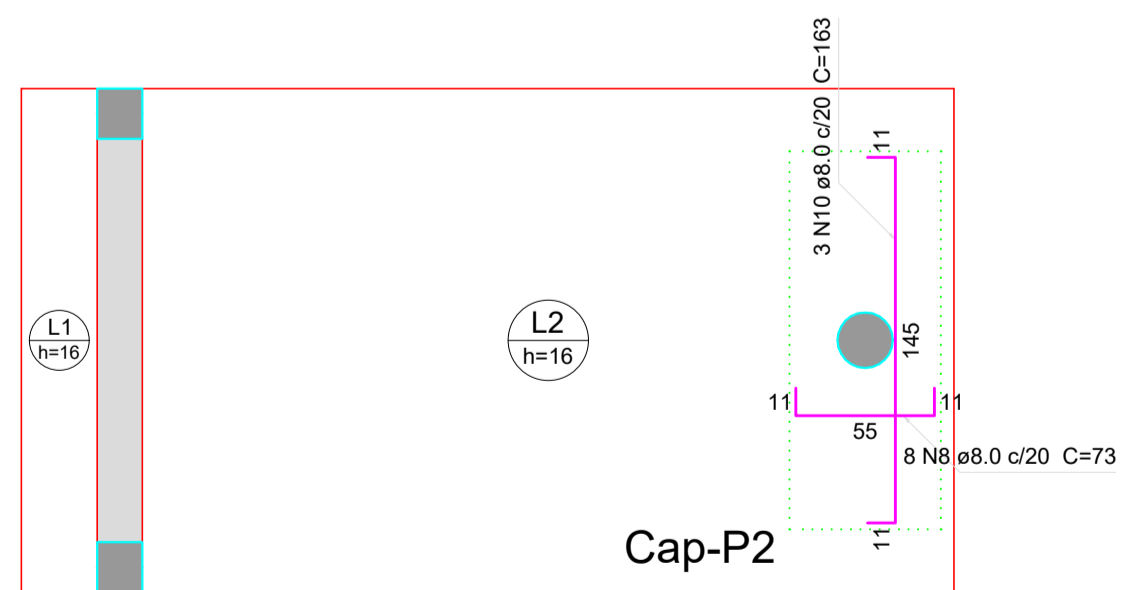 3 N10 ø8.0 c/20 C=163
11
L1
h=16
L2
h=16
145
11
11
55
8 N8 ø8.0 c/20 C=73
11
Cap-P2